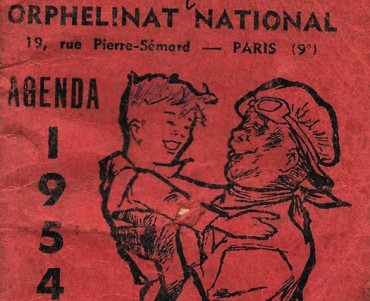 ORPHELINAT NATIONAL
19, rue Pierre-Sémard — PARIS (9ᵉ)
AGENDA
1
9
5
4